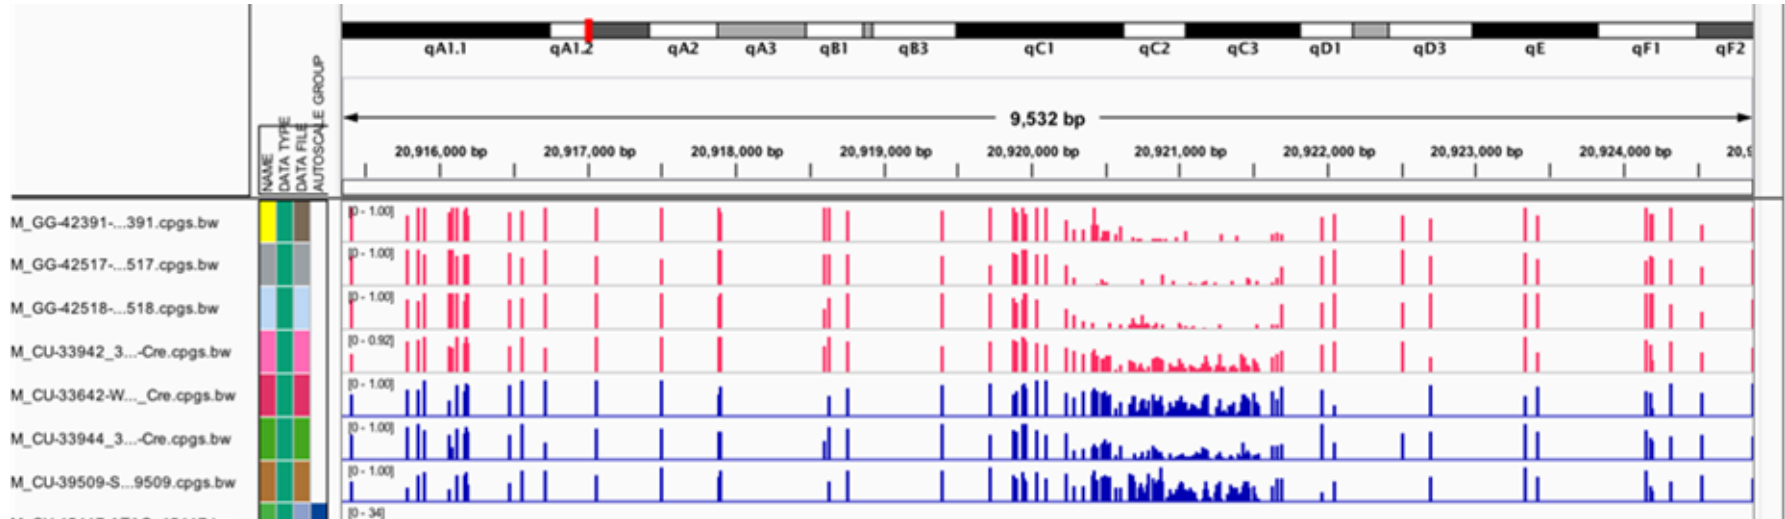 qA1.1 qA1.2 qA2 qA3 qB1 qB3 qC1 qC2 qC3 qD1 qD3 qE qF1 qF2
9,532 bp
20,916,000 bp 20,917,000 bp 20,918,000 bp 20,919,000 bp 20,920,000 bp 20,921,000 bp 20,922,000 bp 20,923,000 bp 20,924,000 bp 20,9
NAME
DATA TYPE
DATA FILE
AUTOSCALE GROUP
M_GG-42391-...391.cpgs.bw [0 - 1.00]
M_GG-42517-...517.cpgs.bw [0 - 1.00]
M_GG-42518-...518.cpgs.bw [0 - 1.00]
M_CU-33942_3...-Cre.cpgs.bw [0 - 0.92]
M_CU-33642-W..._Cre.cpgs.bw [0 - 1.00]
M_CU-33944_3...-Cre.cpgs.bw [0 - 1.00]
M_CU-39509-S...9509.cpgs.bw [0 - 1.00]
[0 - 34]